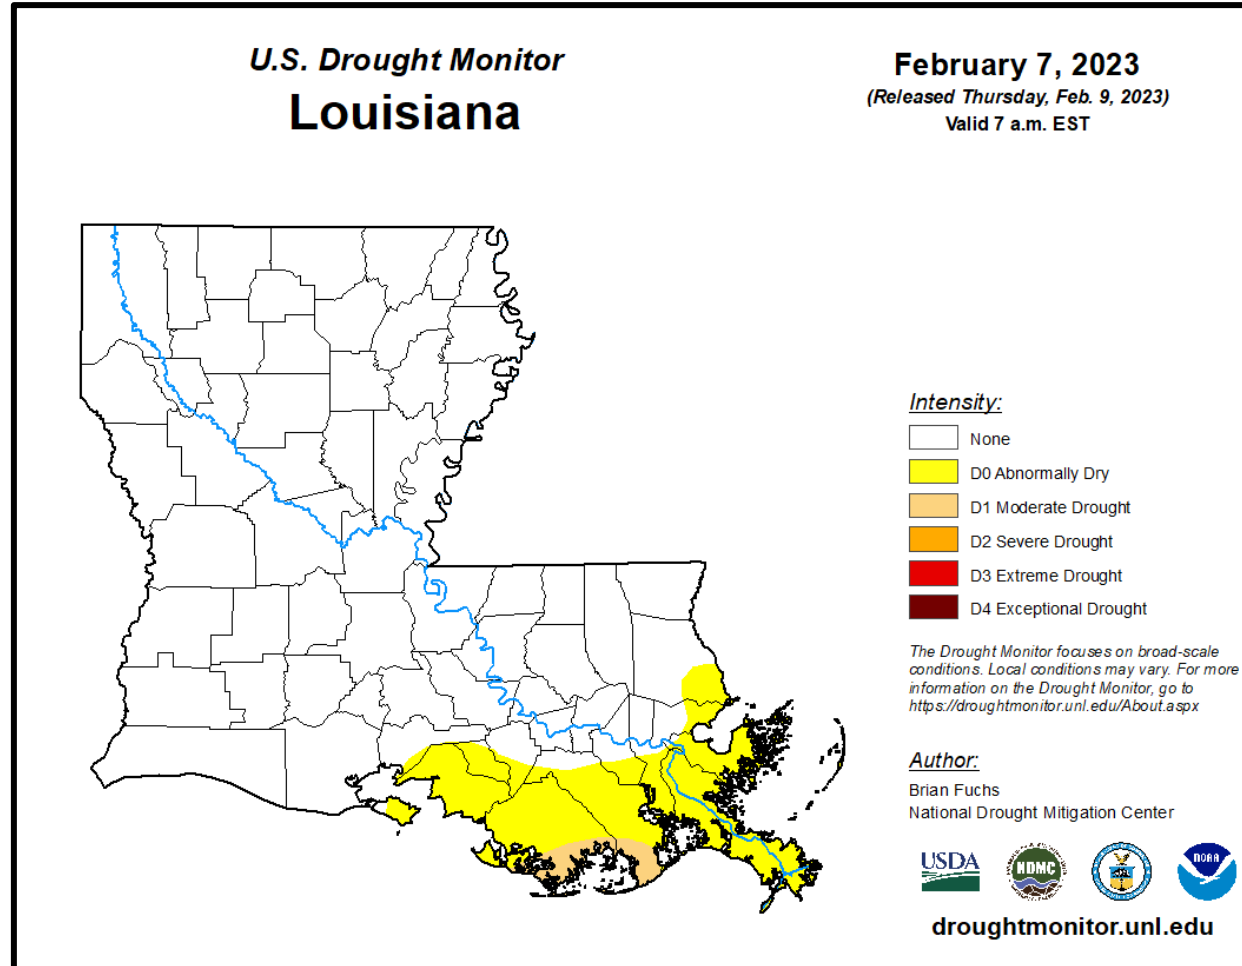 U.S. Drought Monitor
Louisiana
February 7, 2023
(Released Thursday, Feb. 9, 2023)
Valid 7 a.m. EST
Intensity:
None
D0 Abnormally Dry
D1 Moderate Drought
D2 Severe Drought
D3 Extreme Drought
D4 Exceptional Drought
The Drought Monitor focuses on broad-scale
conditions. Local conditions may vary. For more
information on the Drought Monitor, go to
https://droughtmonitor.unl.edu/About.aspx
Author:
Brian Fuchs
National Drought Mitigation Center
USDA
NDMC
NOAA
droughtmonitor.unl.edu